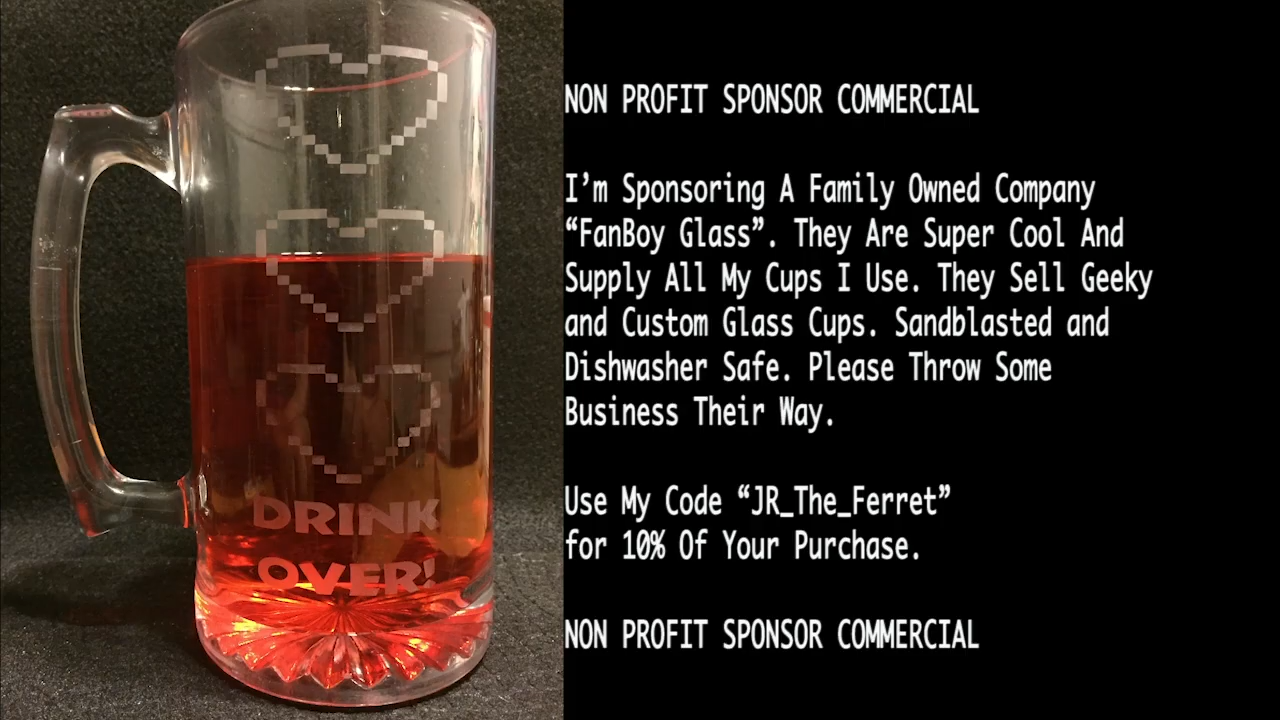 DRINK
OVER!
NON PROFIT SPONSOR COMMERCIAL
I’m Sponsoring A Family Owned Company
“FanBoy Glass”. They Are Super Cool And
Supply All My Cups I Use. They Sell Geeky
and Custom Glass Cups. Sandblasted and
Dishwasher Safe. Please Throw Some
Business Their Way.
Use My Code “JR_The_Ferret”
for 10% Of Your Purchase.
NON PROFIT SPONSOR COMMERCIAL